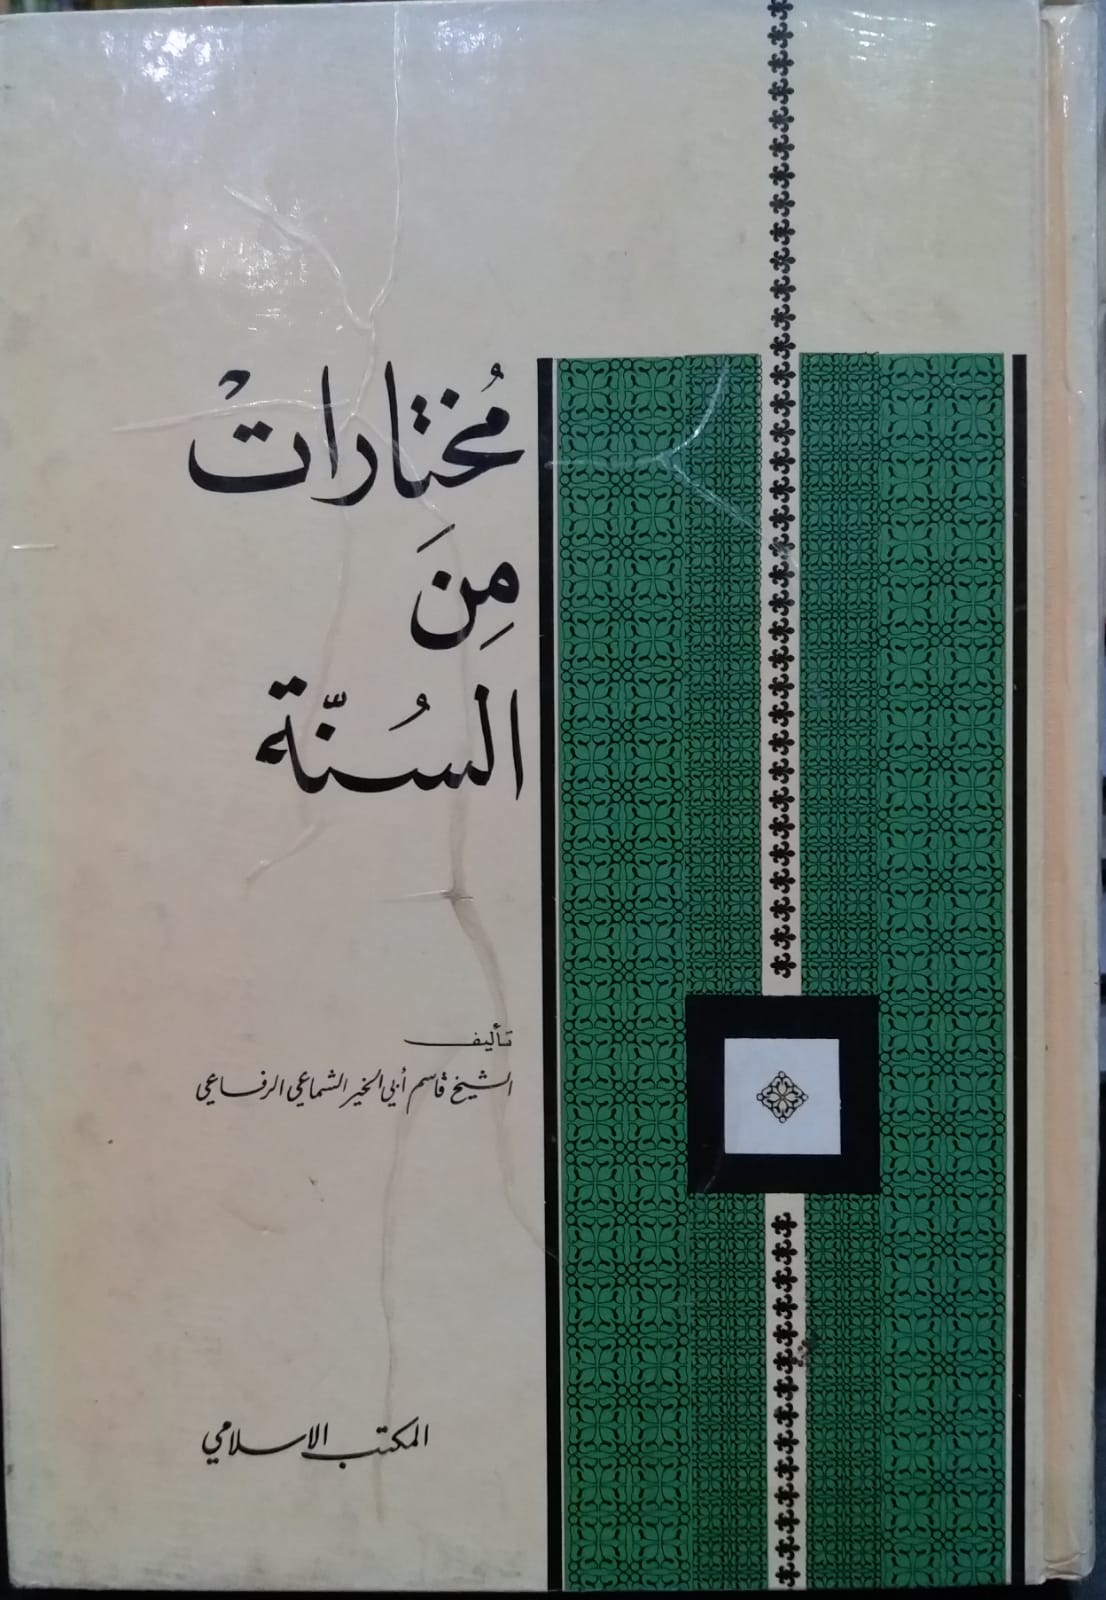 مُختارات
مِنَ
السُنّة
تأليف
الشيخ قاسم أبي الخير الشماعي الرفاعي
المكتب الاسلامي